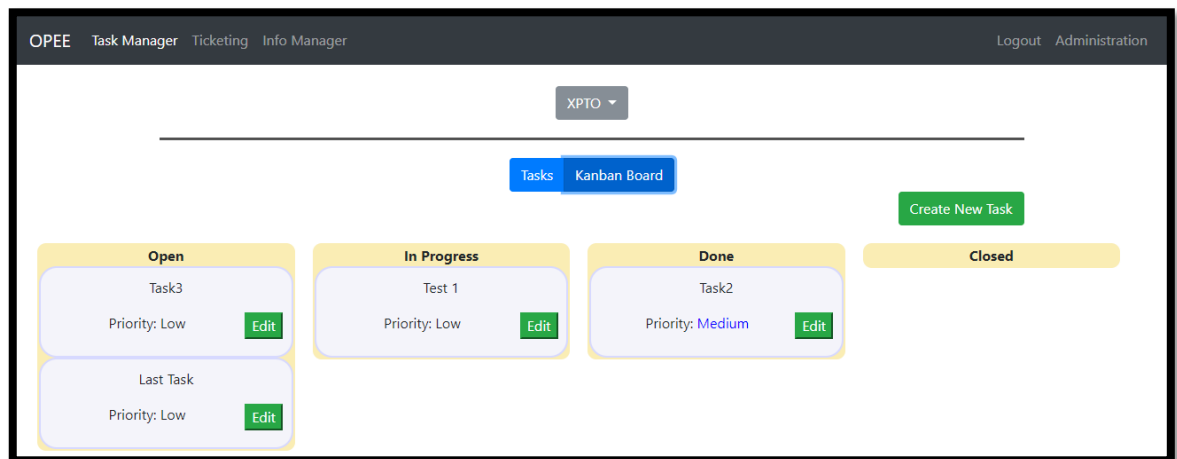 OPEE Task Manager Ticketing Info Manager Logout Administration
XPTO
Tasks Kanban Board
Create New Task
Open In Progress Done Closed
Task3 Test 1 Task2
Priority: Low Edit Priority: Low Edit Priority: Medium Edit
Last Task
Priority: Low Edit